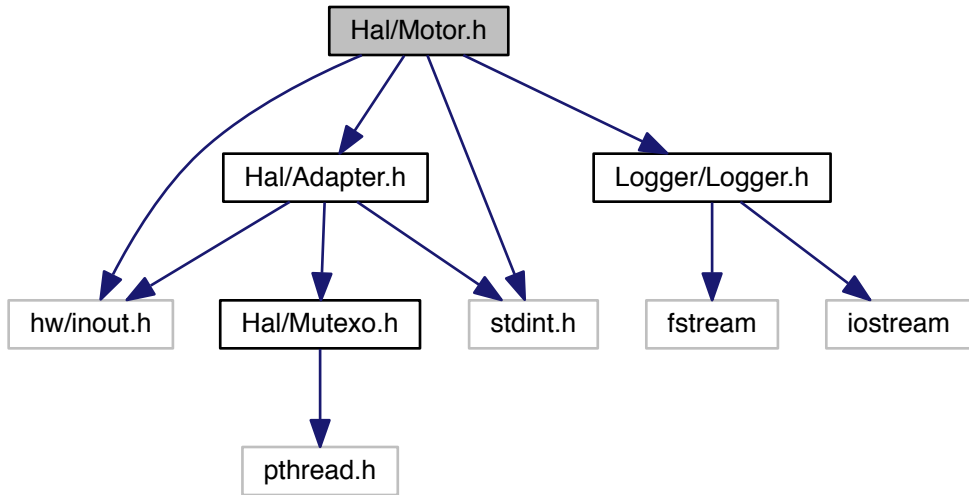 Hal/Motor.h
Hal/Adapter.h
Logger/Logger.h
hw/inout.h
Hal/Mutexo.h
stdint.h
fstream
iostream
pthread.h